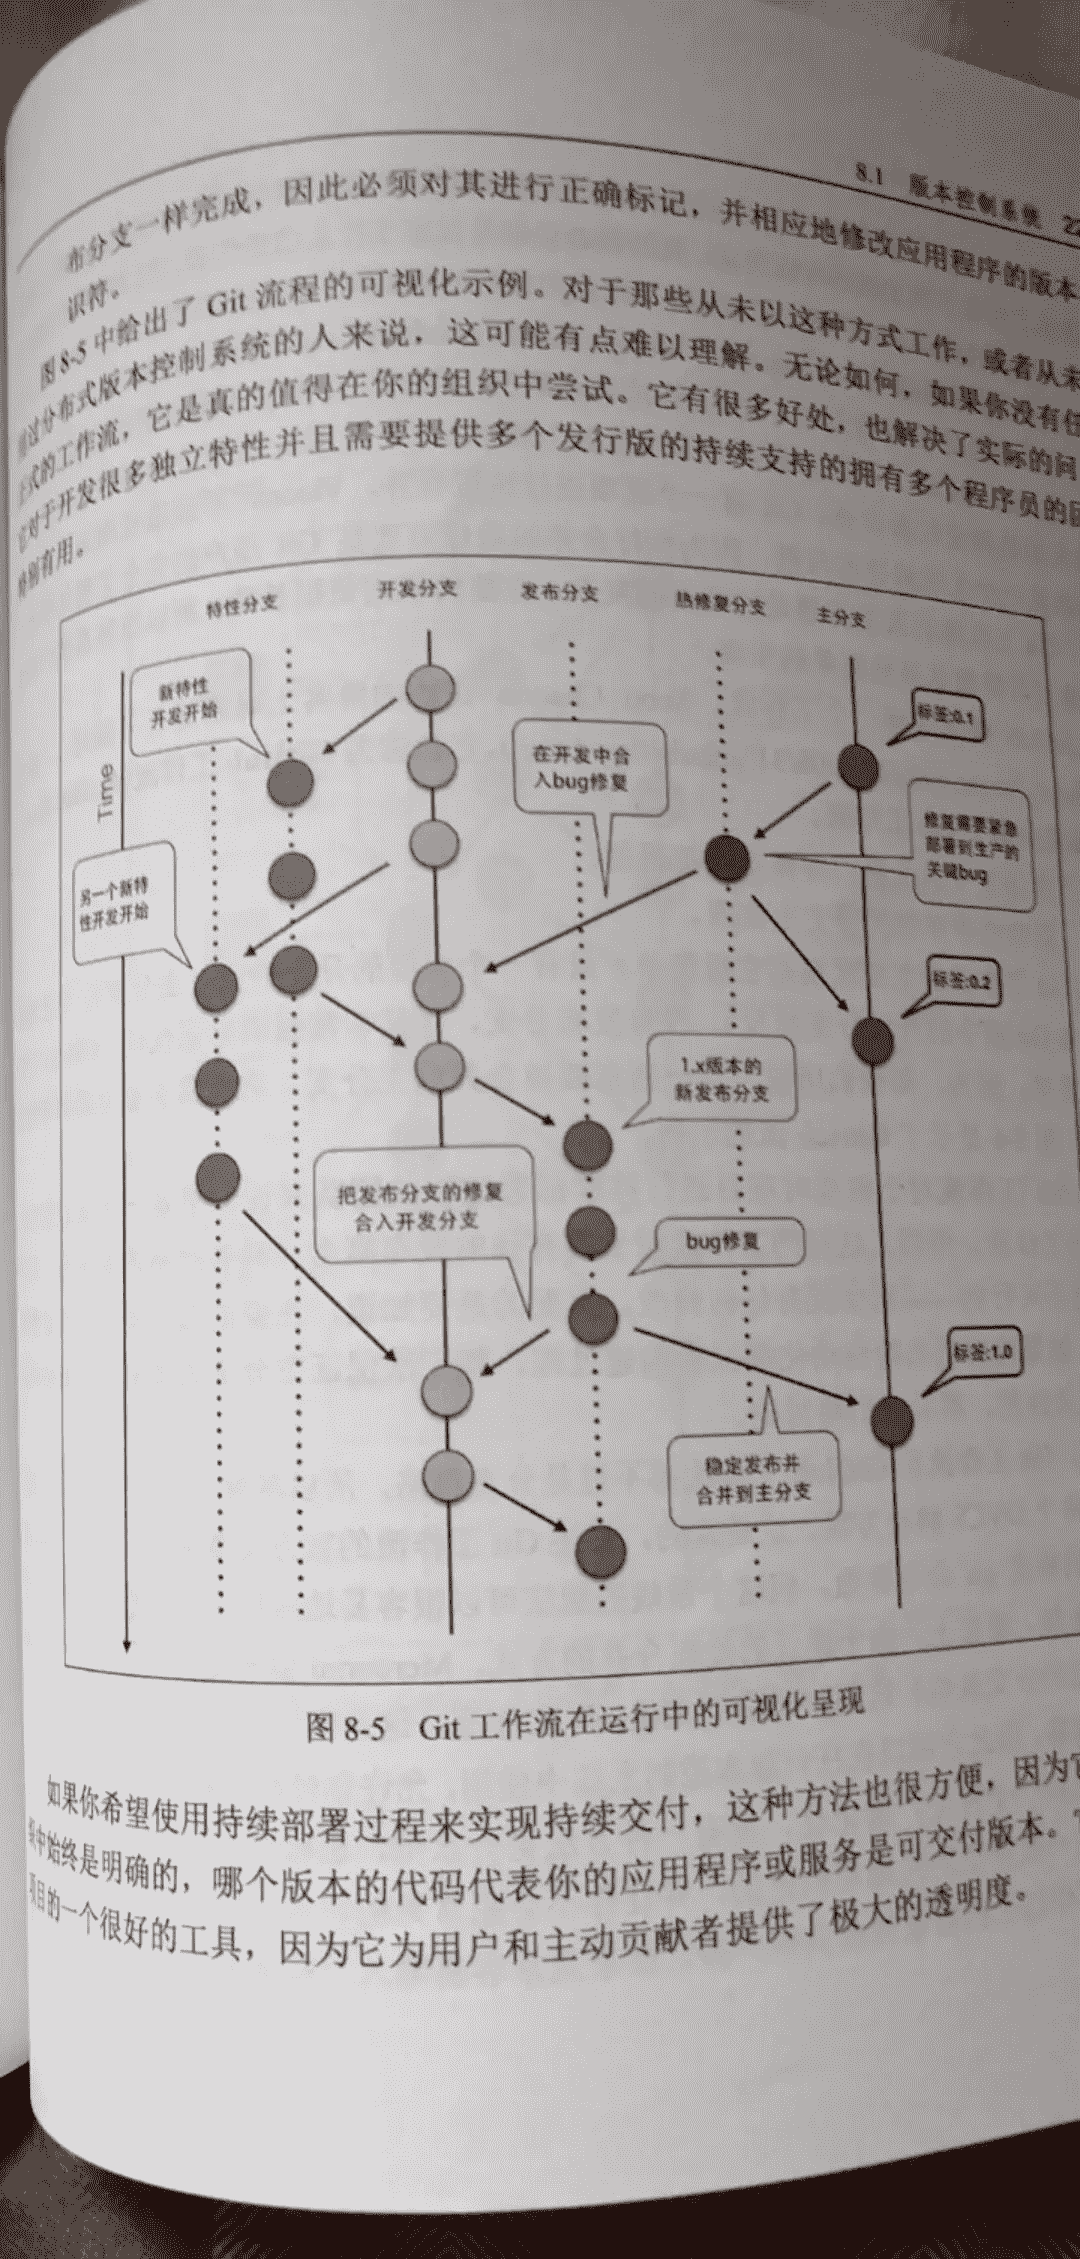 8.1 版本控制系统 22
布分支一样完成，因此必须对其进行正确标记，并相应地修改应用程序的版本
识符。
图8-5中给出了 Git 流程的可视化示例。对于那些从未以这种方式工作，或者从未
过分布式版本控制系统的人来说，这可能有点难以理解。无论如何，如果你没有任
式的工作流，它是真的值得在你的组织中尝试。它有很多好处，也解决了实际的问
它对于开发很多独立特性并且需要提供多个发行版的持续支持的拥有多个程序员的团
特别有用。
特性分支 开发分支 发布分支 热修复分支 主分支
Time
新特性
开发开始
标签:0.1
在开发中合
入bug修复
修复需要紧急
部署到生产的
关键bug
另一个新特
性开发开始
标签:0.2
1.x版本的
新发布分支
把发布分支的修复
合入开发分支
bug修复
标签:1.0
稳定发布并
合并到主分支
图 8-5 Git 工作流在运行中的可视化呈现
如果你希望使用持续部署过程来实现持续交付，这种方法也很方便，因为它
中始终是明确的，哪个版本的代码代表你的应用程序或服务是可交付版本。
项目的一个很好的工具，因为它为用户和主动贡献者提供了极大的透明度。